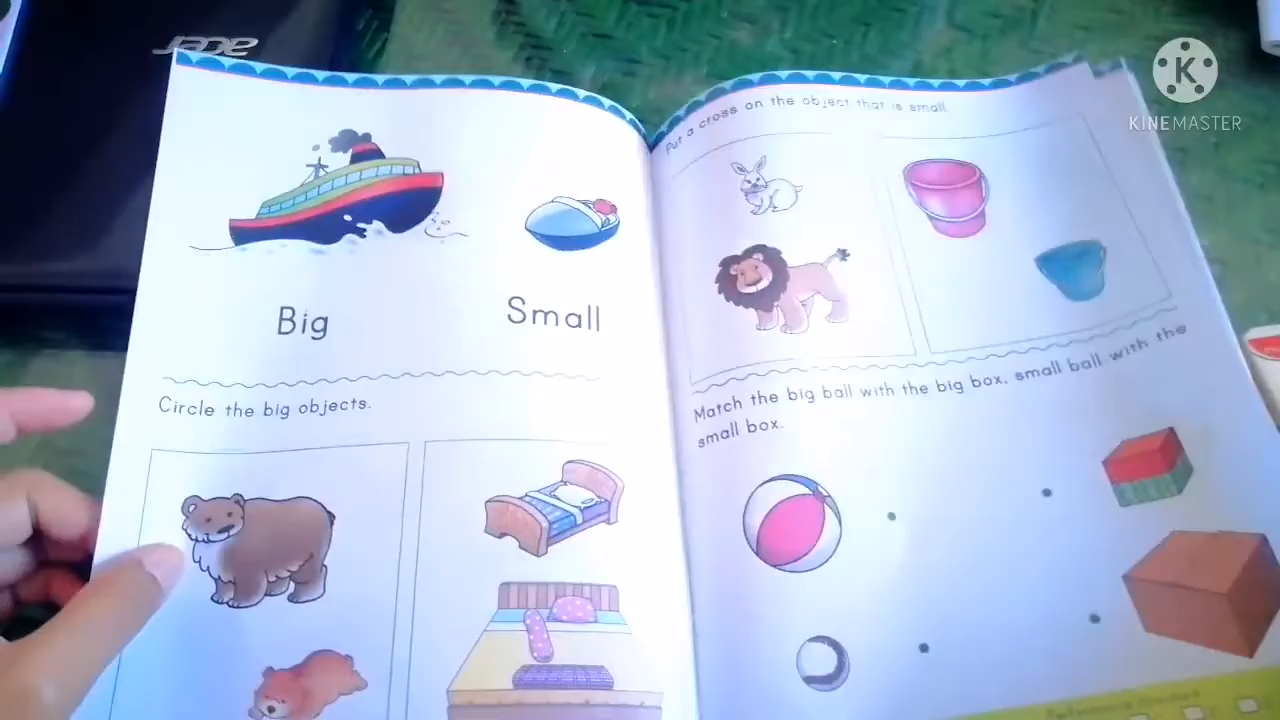 acer
K
KINEMASTER
Big
Small
Circle the big objects.
Put a cross on the object that is small.
Match the big ball with the big box, small ball with the
small box.